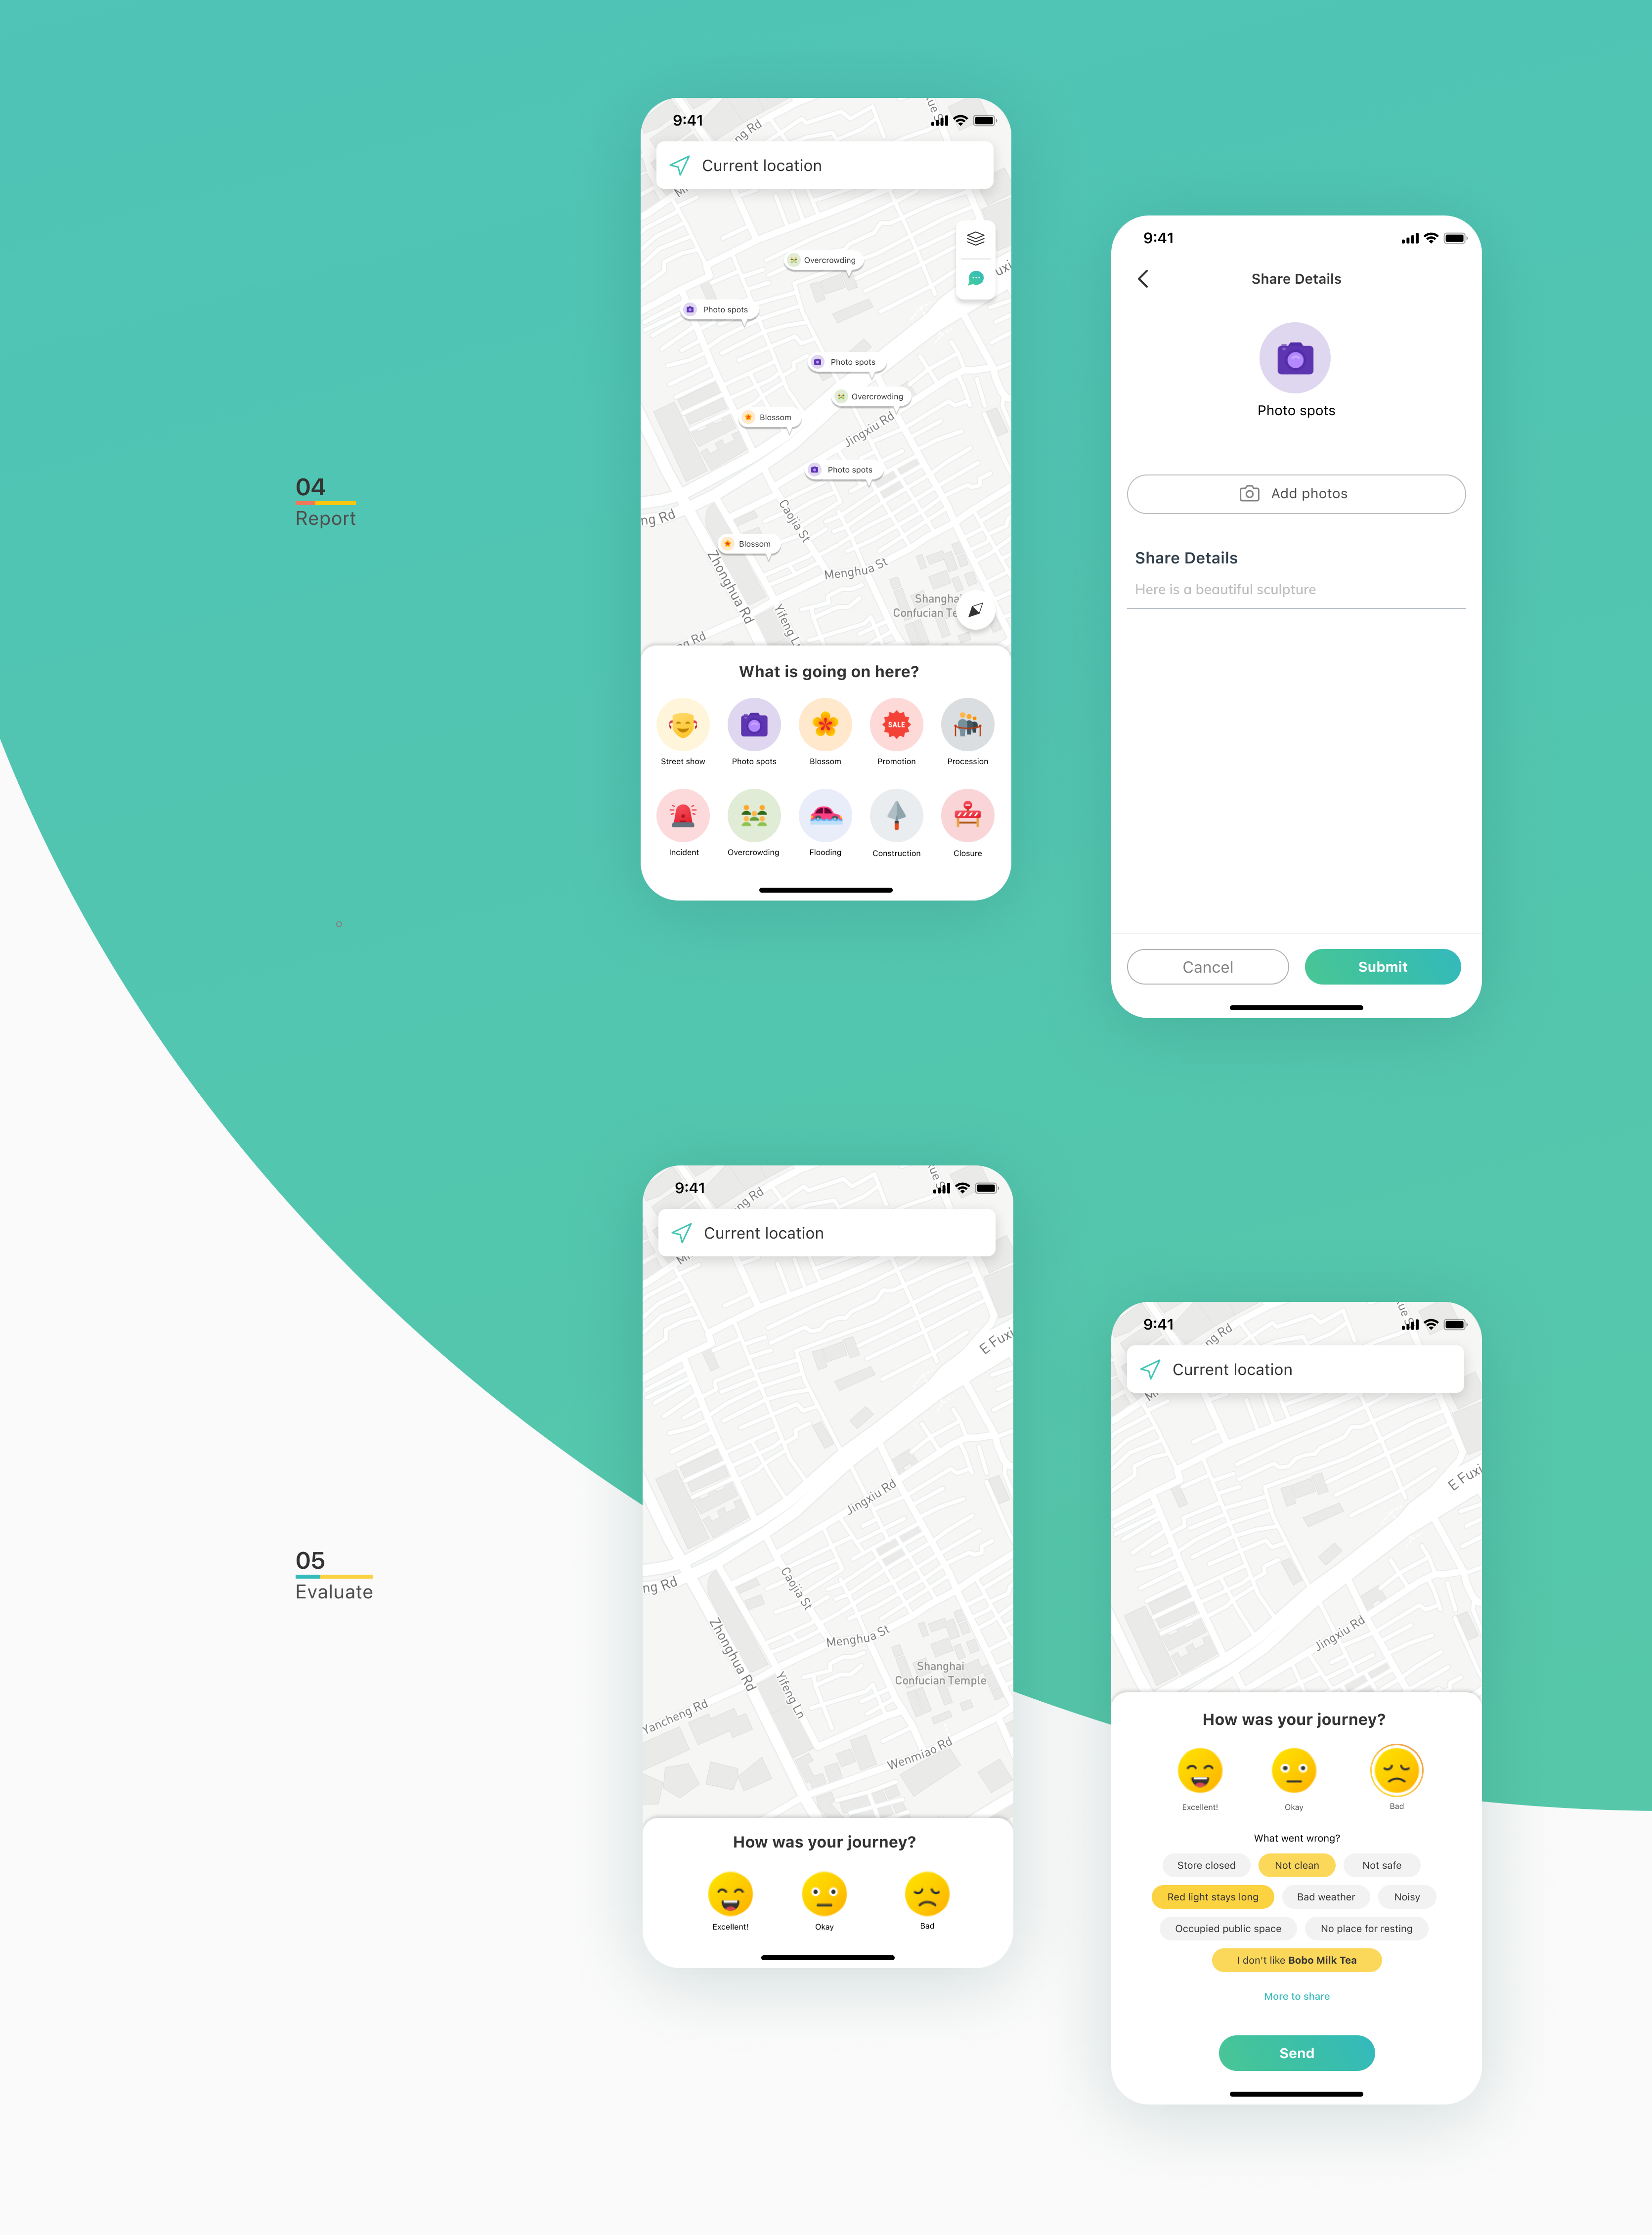 04
Report
9:41
Current location
Overcrowding
Photo spots
Photo spots
Overcrowding
Blossom
Jingxiu Rd
Photo spots
ng Rd
Caojia St
Blossom
Menghua St
Zhonghua Rd
Shanghai
Confucian Te
Yifeng Ln
ng Rd
What is going on here?
SALE
Street show
Photo spots
Blossom
Promotion
Procession
Incident
Overcrowding
Flooding
Construction
Closure
9:41
Share Details
Photo spots
Add photos
Share Details
Here is a beautiful sculpture
Cancel
Submit
05
Evaluate
9:41
ng Rd
Current location
E Fuxi
Jingxiu Rd
ng Rd
Caojia St
Menghua St
Zhonghua Rd
Shanghai
Confucian Temple
Yifeng Ln
Yancheng Rd
Wenmiao Rd
How was your journey?
Excellent!
Okay
Bad
9:41
ng Rd
Current location
E Fuxi
Jingxiu Rd
How was your journey?
Excellent!
Okay
Bad
What went wrong?
Store closed
Not clean
Not safe
Red light stays long
Bad weather
Noisy
Occupied public space
No place for resting
I don't like Bobo Milk Tea
More to share
Send